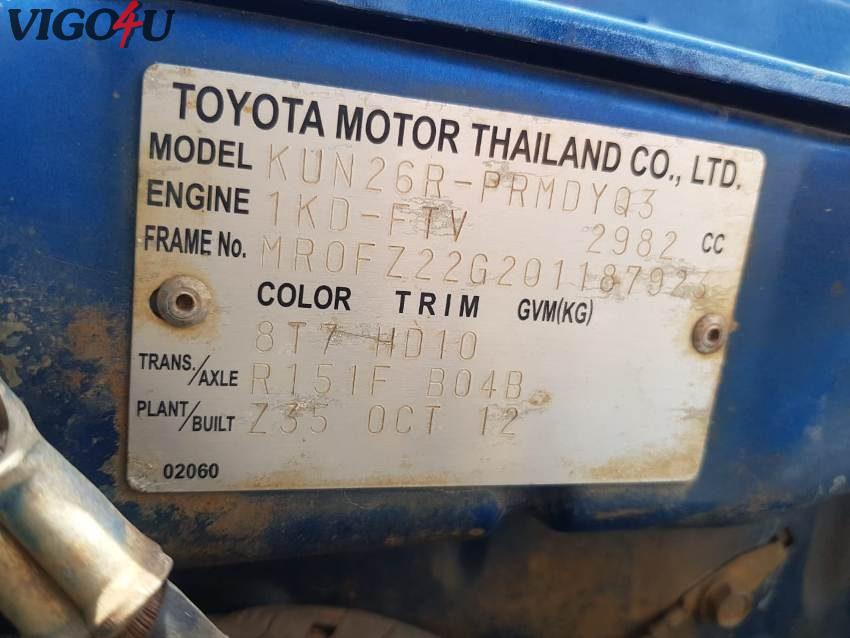 VIGO4U
TOYOTA MOTOR THAILAND CO., LTD.
MODEL KUN26R-PRMDYQ3
ENGINE 1KD-FTV 2982 CC
FRAME No. MR0FZ22G201187923
COLOR TRIM GVM(KG)
8T7 HD10
TRANS./AXLE R151F B04B
PLANT/BUILT Z35 OCT 12
02060